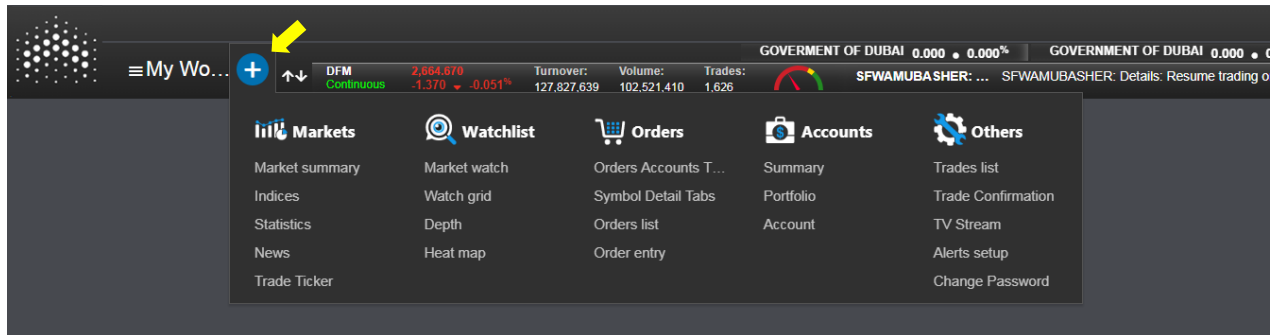 GOVERMENT OF DUBAI 0.000 ● 0.000% GOVERNMENT OF DUBAI 0.000 ●
≡My Wo... + DFM 2,664.670 Turnover: Volume: Trades: SFWAMUBASHER: ... SFWAMUBASHER: Details: Resume trading o
Continuous -1.370 -0.051% 127,827,639 102,521,410 1,626
Markets Watchlist Orders Accounts Others
Market summary Market watch Orders Accounts T... Summary Trades list
Indices Watch grid Symbol Detail Tabs Portfolio Trade Confirmation
Statistics Depth Orders list Account TV Stream
News Heat map Order entry Alerts setup
Trade Ticker Change Password